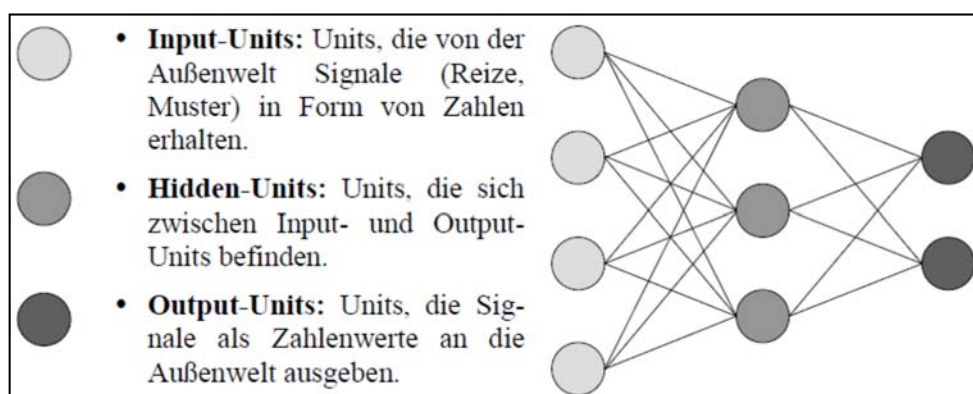 • Input-Units: Units, die von der
Außenwelt Signale (Reize,
Muster) in Form von Zahlen
erhalten.
• Hidden-Units: Units, die sich
zwischen Input- und Output-
Units befinden.
• Output-Units: Units, die Sig-
nale als Zahlenwerte an die
Außenwelt ausgeben.